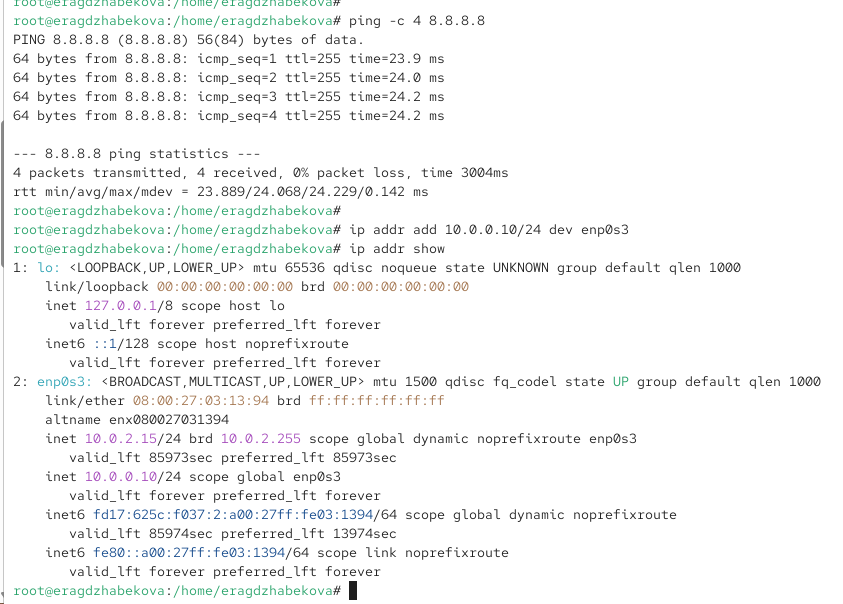 root@eragdzhabekova:/home/eragdzhabekova#
root@eragdzhabekova:/home/eragdzhabekova# ping -c 4 8.8.8.8
PING 8.8.8.8 (8.8.8.8) 56(84) bytes of data.
64 bytes from 8.8.8.8: icmp_seq=1 ttl=255 time=23.9 ms
64 bytes from 8.8.8.8: icmp_seq=2 ttl=255 time=24.0 ms
64 bytes from 8.8.8.8: icmp_seq=3 ttl=255 time=24.2 ms
64 bytes from 8.8.8.8: icmp_seq=4 ttl=255 time=24.2 ms

--- 8.8.8.8 ping statistics ---
4 packets transmitted, 4 received, 0% packet loss, time 3004ms
rtt min/avg/max/mdev = 23.889/24.068/24.229/0.142 ms
root@eragdzhabekova:/home/eragdzhabekova#
root@eragdzhabekova:/home/eragdzhabekova# ip addr add 10.0.0.10/24 dev enp0s3
root@eragdzhabekova:/home/eragdzhabekova# ip addr show
1: lo: <LOOPBACK,UP,LOWER_UP> mtu 65536 qdisc noqueue state UNKNOWN group default qlen 1000
    link/loopback 00:00:00:00:00:00 brd 00:00:00:00:00:00
    inet 127.0.0.1/8 scope host lo
       valid_lft forever preferred_lft forever
    inet6 ::1/128 scope host noprefixroute
       valid_lft forever preferred_lft forever
2: enp0s3: <BROADCAST,MULTICAST,UP,LOWER_UP> mtu 1500 qdisc fq_codel state UP group default qlen 1000
    link/ether 08:00:27:03:13:94 brd ff:ff:ff:ff:ff:ff
    altname enx080027031394
    inet 10.0.2.15/24 brd 10.0.2.255 scope global dynamic noprefixroute enp0s3
       valid_lft 85973sec preferred_lft 85973sec
    inet 10.0.0.10/24 scope global enp0s3
       valid_lft forever preferred_lft forever
    inet6 fd17:625c:f037:2:a00:27ff:fe03:1394/64 scope global dynamic noprefixroute
       valid_lft 85974sec preferred_lft 13974sec
    inet6 fe80::a00:27ff:fe03:1394/64 scope link noprefixroute
       valid_lft forever preferred_lft forever
root@eragdzhabekova:/home/eragdzhabekova#